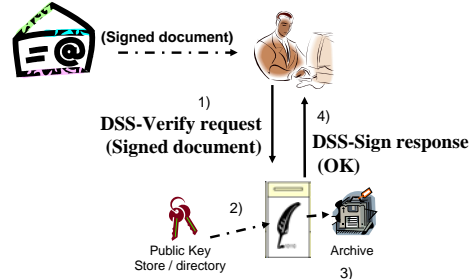 (Signed document)
1)
DSS-Verify request
(Signed document)
4)
DSS-Sign response
(OK)
2)
Public Key
Store / directory
Archive
3)